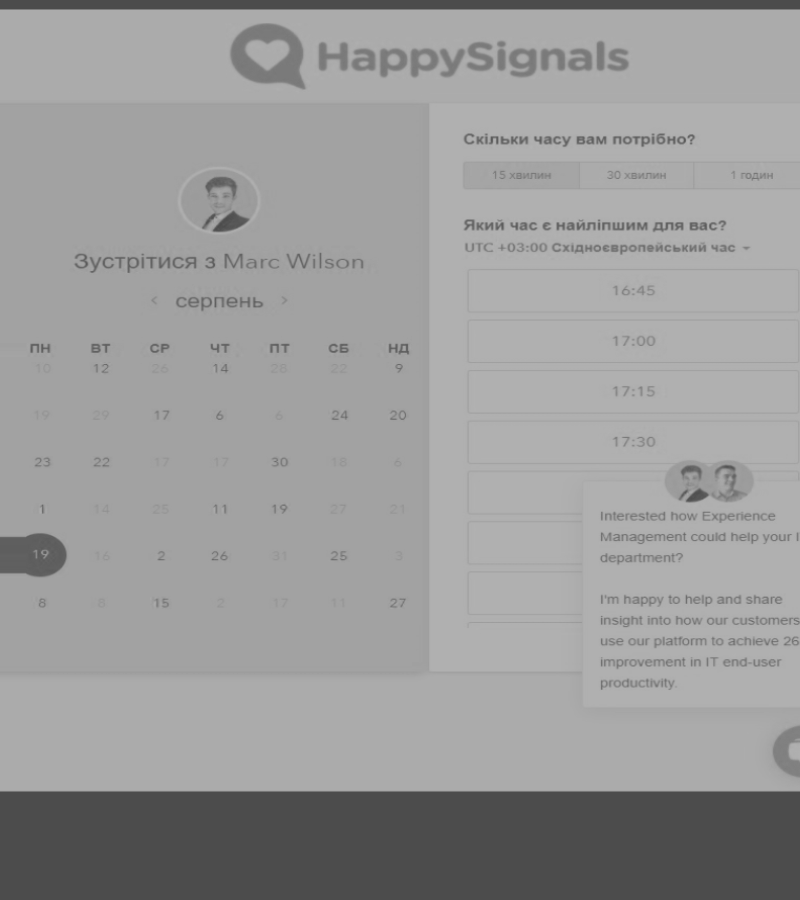 HappySignals
Зустрітися з Marc Wilson
< серпень >
ПН ВТ СР ЧТ ПТ СБ НД
10 12 26 14 28 22 9
19 29 17 6 6 24 20
23 22 17 17 30 18 6
1 14 25 11 19 27 21
19 16 2 26 31 25 3
8 8 15 2 17 11 27
Скільки часу вам потрібно?
15 хвилин 30 хвилин 1 годин
Який час є найліпшим для вас?
UTC +03:00 Східноєвропейський час
16:45
17:00
17:15
17:30
Interested how Experience
Management could help your
department?
I'm happy to help and share
insight into how our customers
use our platform to achieve 26
improvement in IT end-user
productivity.